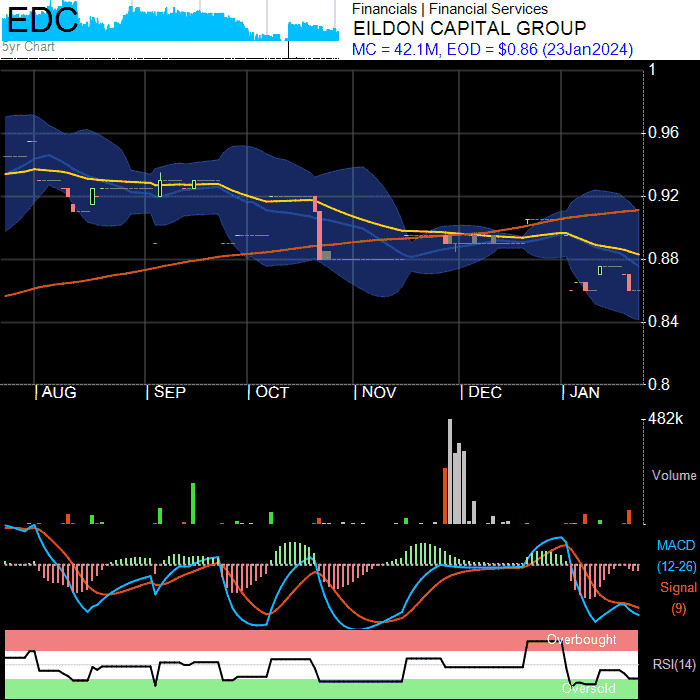 EDC
5yr Chart
Financials | Financial Services
EILDON CAPITAL GROUP
MC = 42.1M, EOD = $0.86 (23Jan2024)
1
0.96
0.92
0.88
0.84
0.8
| AUG | SEP | OCT | NOV | DEC | JAN
482k
Volume
MACD
(12-26)
Signal
(9)
Overbought
RSI(14)
Oversold